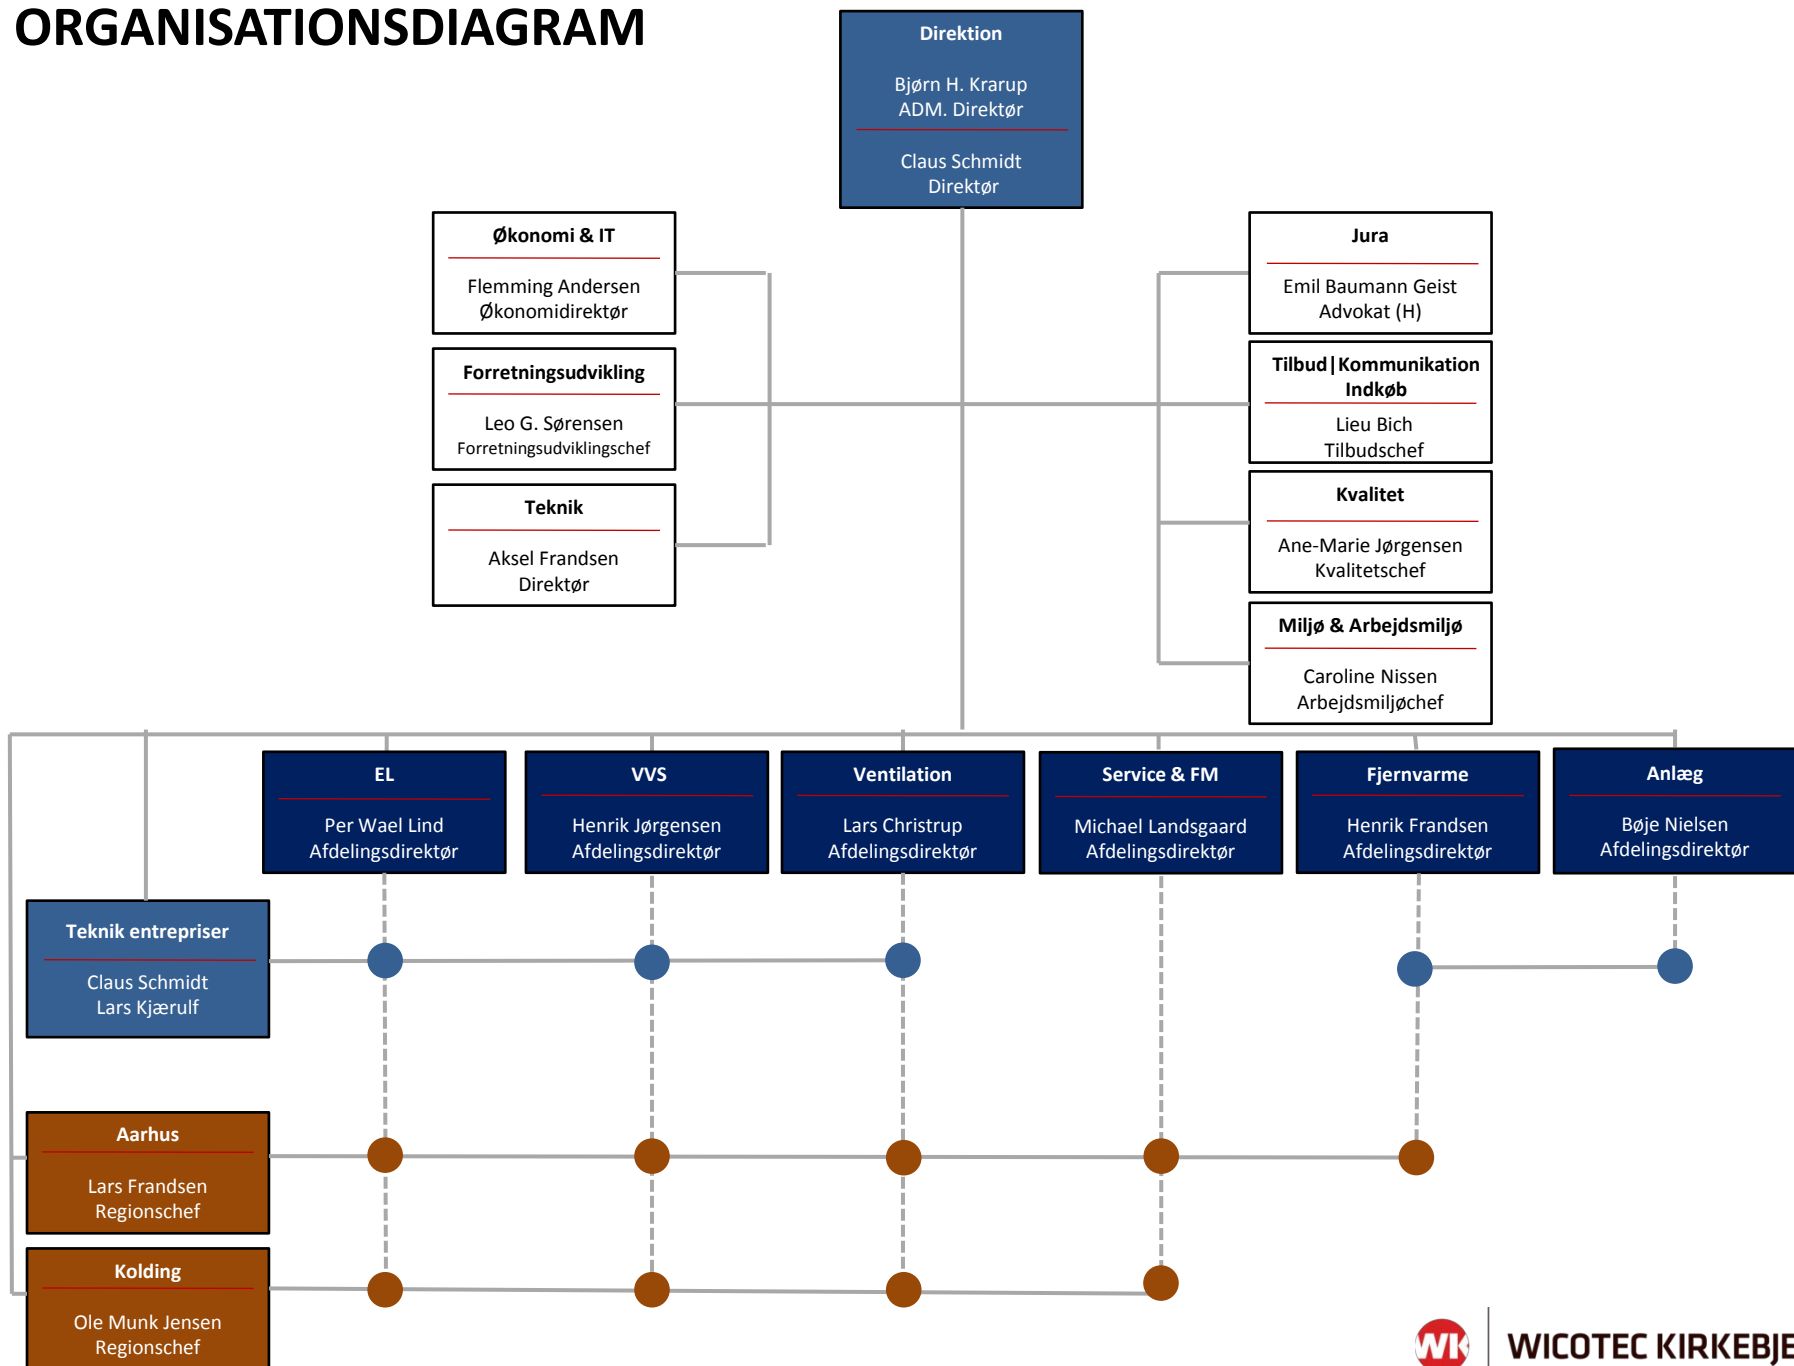 ORGANISATIONSDIAGRAM
Direktion
Bjørn H. Krarup
ADM. Direktør
Claus Schmidt
Direktør
Økonomi & IT
Flemming Andersen
Økonomidirektør
Forretningsudvikling
Leo G. Sørensen
Forretningsudviklingschef
Teknik
Aksel Frandsen
Direktør
Jura
Emil Baumann Geist
Advokat (H)
Tilbud|Kommunikation
Indkøb
Lieu Bich
Tilbudschef
Kvalitet
Ane-Marie Jørgensen
Kvalitetschef
Miljø & Arbejdsmiljø
Caroline Nissen
Arbejdsmiljøchef
EL
Per Wael Lind
Afdelingsdirektør
VVS
Henrik Jørgensen
Afdelingsdirektør
Ventilation
Lars Christrup
Afdelingsdirektør
Service & FM
Michael Landsgaard
Afdelingsdirektør
Fjernvarme
Henrik Frandsen
Afdelingsdirektør
Anlæg
Bøje Nielsen
Afdelingsdirektør
Teknik entrepriser
Claus Schmidt
Lars Kjærulf
Aarhus
Lars Frandsen
Regionschef
Kolding
Ole Munk Jensen
Regionschef
WK
WICOTEC KIRKEBJE